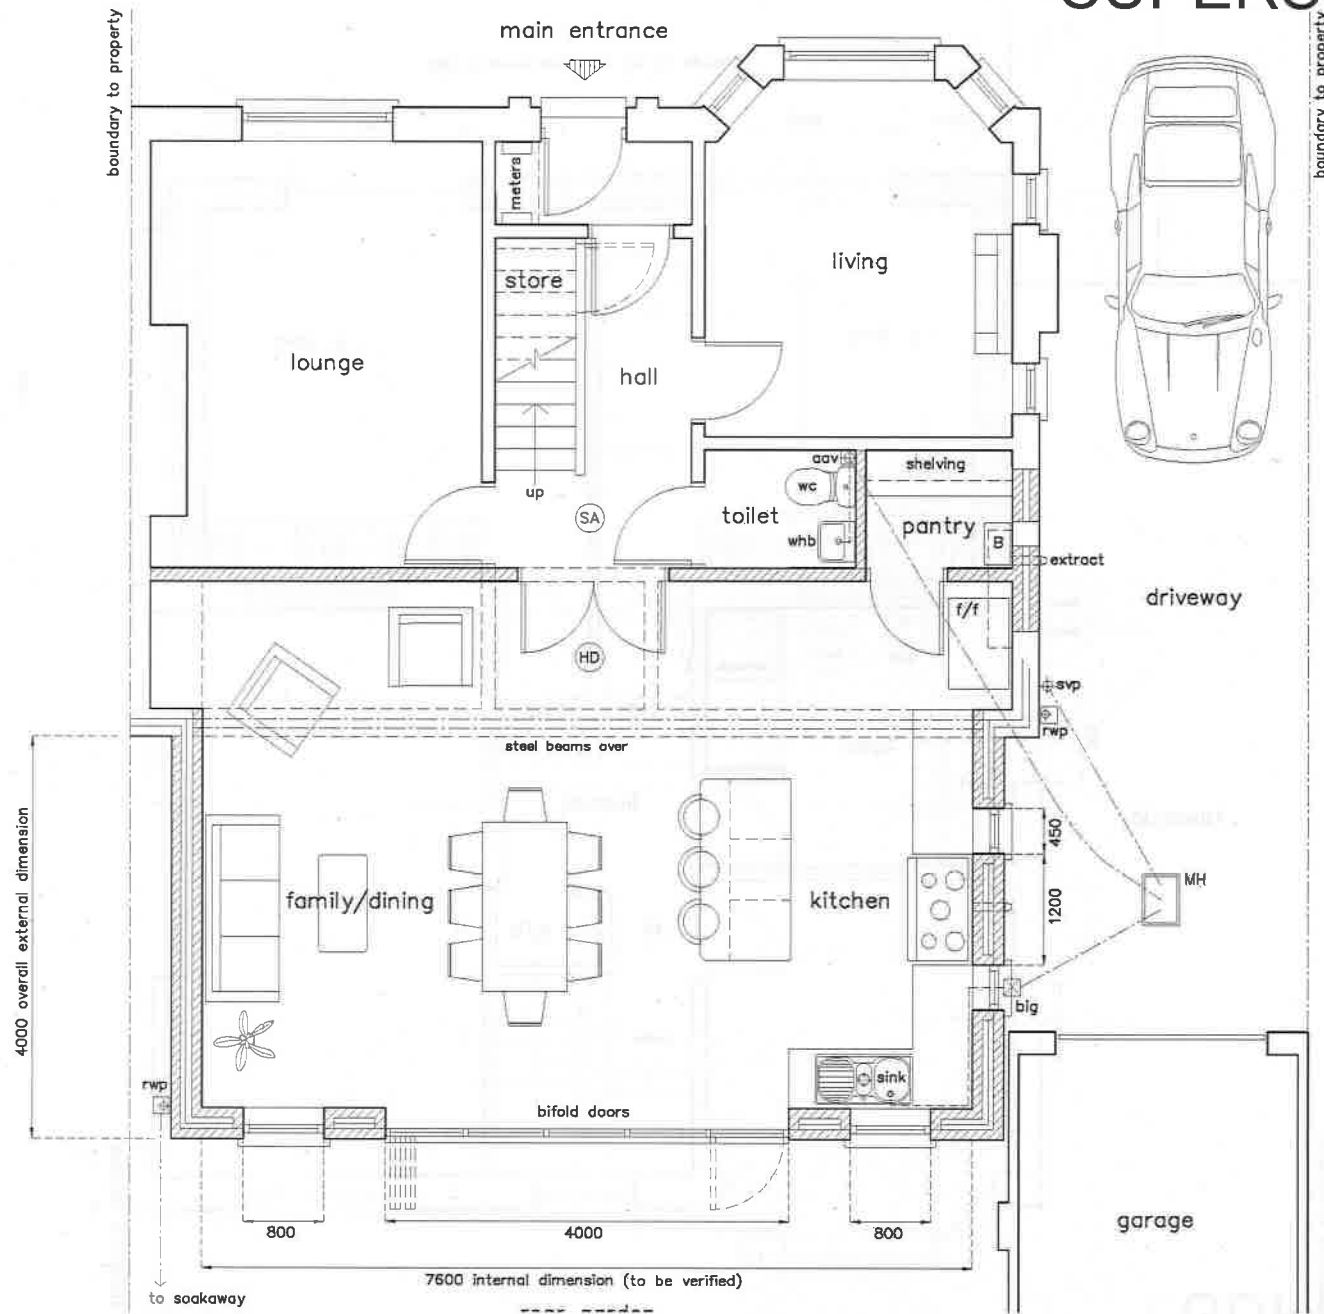 main entrance
boundary to property
boundary to property
meters
store
living
lounge
hall
up
SA
aav
wc
toilet
whb
shelving
pantry
B
extract
driveway
f/f
HD
svp
rwp
steel beams over
4000 overall external dimension
450
1200
MH
family/dining
kitchen
big
sink
rwp
bifold doors
800
4000
800
garage
7600 internal dimension (to be verified)
to soakaway